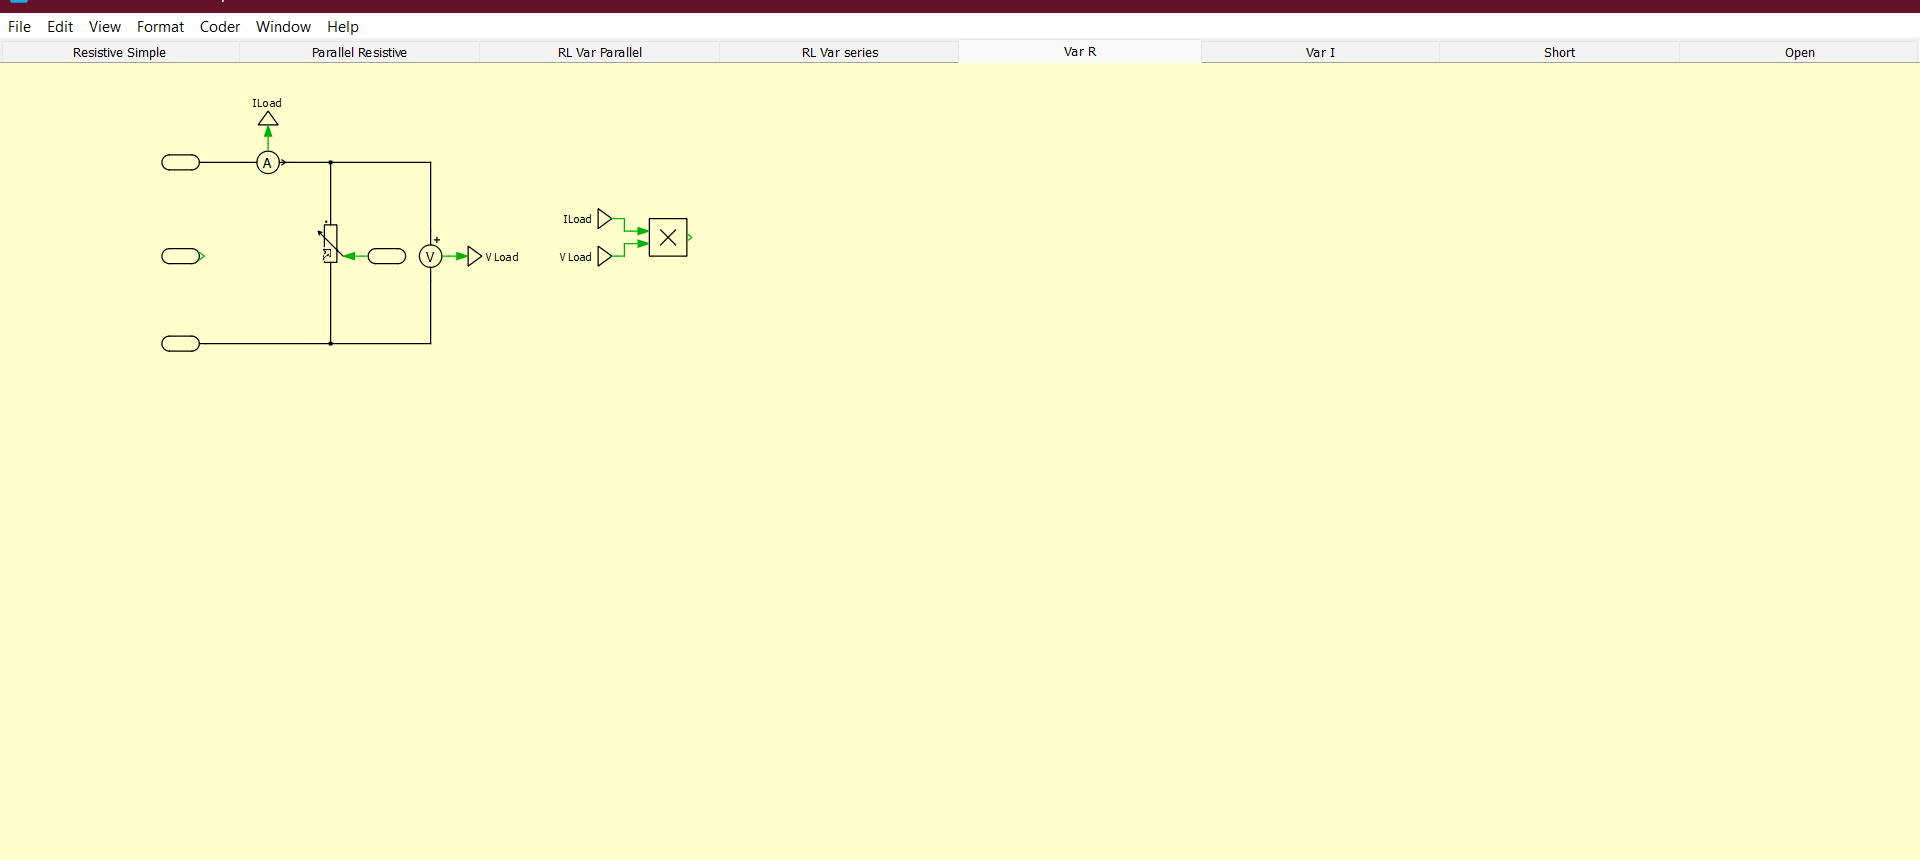 File Edit View Format Coder Window Help
Resistive Simple Parallel Resistive RL Var Parallel RL Var series Var R Var I Short Open
ILoad
A
+
V
V Load
ILoad
V Load